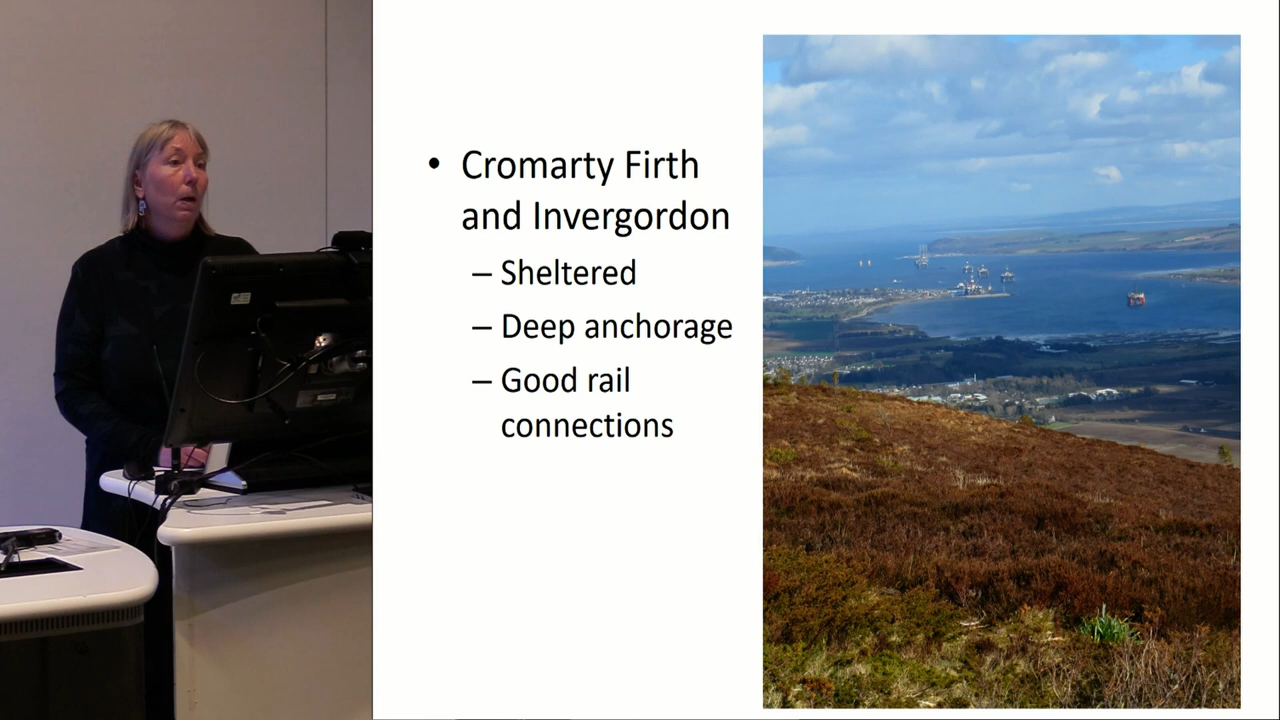 • Cromarty Firth
and Invergordon
– Sheltered
– Deep anchorage
– Good rail
connections